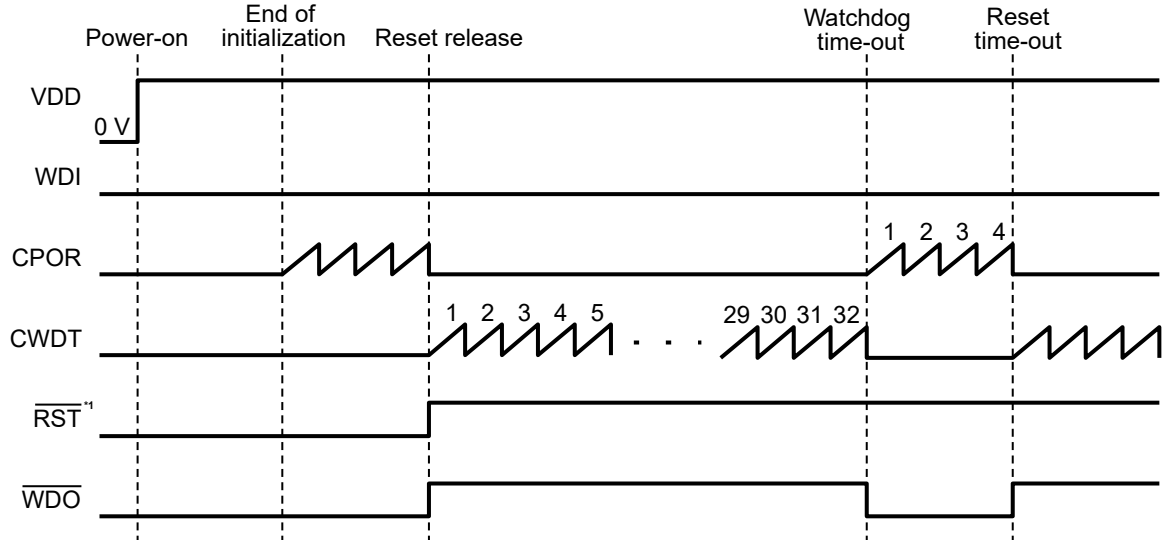 End of
initialization
Watchdog
time-out
Reset
time-out
Power-on
Reset release
VDD
0 V
WDI
CPOR
1 2 3 4
CWDT
1 2 3 4 5
29 30 31 32
RST *1
WDO